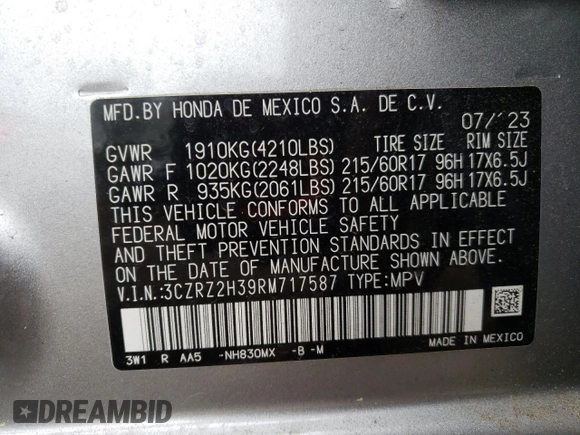 MFD.BY HONDA DE MEXICO S.A. DE C.V.
07/'23
TIRE SIZE RIM SIZE
GVWR 1910KG(4210LBS)
GAWR F 1020KG(2248LBS) 215/60R17 96H 17X6.5J
GAWR R 935KG(2061LBS) 215/60R17 96H 17X6.5J
THIS VEHICLE CONFORMS TO ALL APPLICABLE
FEDERAL MOTOR VEHICLE SAFETY
AND THEFT PREVENTION STANDARDS IN EFFECT
ON THE DATE OF MANUFACTURE SHOWN ABOVE.
V.I.N.:3CZRZ2H39RM717587 TYPE:MPV
3W1 R AA5 -NH830MX -B -M
MADE IN MEXICO
DREAMBID